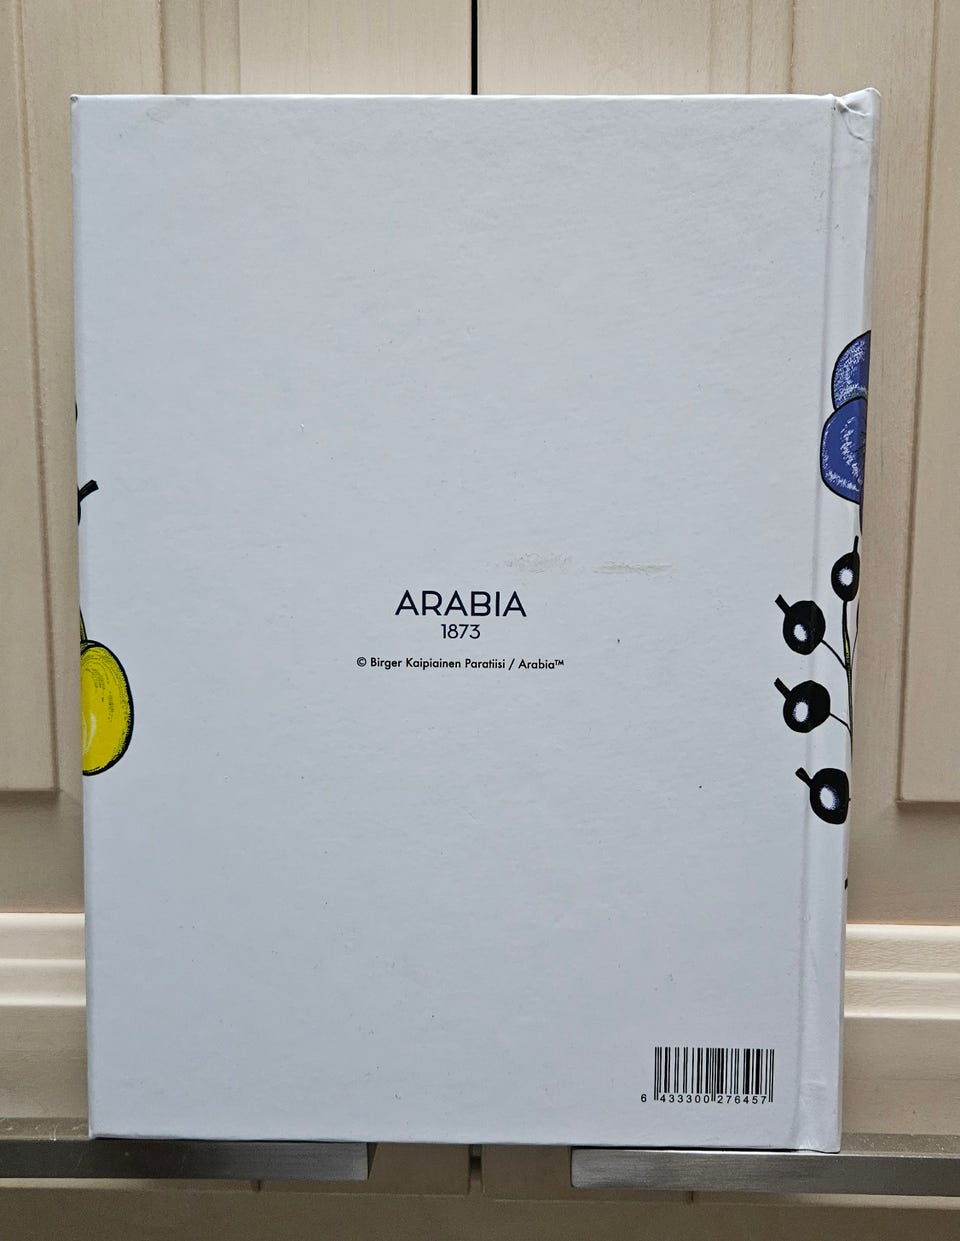 ARABIA
1873
© Birger Kaipiainen Paratiisi / Arabia™
6 433300 276457